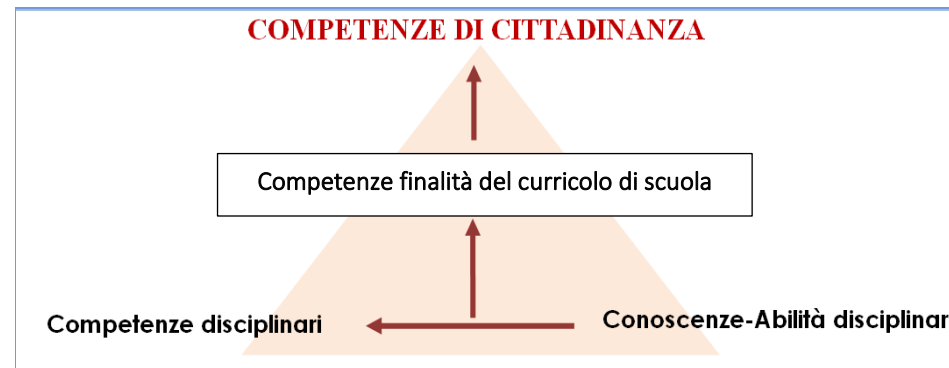 COMPETENZE DI CITTADINANZA
Competenze finalità del curricolo di scuola
Competenze disciplinari
Conoscenze-Abilità disciplinar